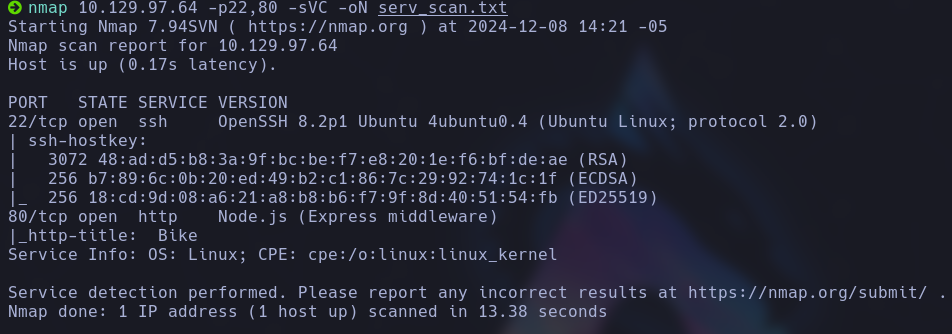 nmap 10.129.97.64 -p22,80 -sVC -oN serv_scan.txt
Starting Nmap 7.94SVN ( https://nmap.org ) at 2024-12-08 14:21 -05
Nmap scan report for 10.129.97.64
Host is up (0.17s latency).

PORT   STATE SERVICE VERSION
22/tcp open  ssh     OpenSSH 8.2p1 Ubuntu 4ubuntu0.4 (Ubuntu Linux; protocol 2.0)
| ssh-hostkey:
|   3072 48:ad:d5:b8:3a:9f:bc:be:f7:e8:20:1e:f6:bf:de:ae (RSA)
|   256 b7:89:6c:0b:20:ed:49:b2:c1:86:7c:29:92:74:1c:1f (ECDSA)
|_  256 18:cd:9d:08:a6:21:a8:b8:b6:f7:9f:8d:40:51:54:fb (ED25519)
80/tcp open  http    Node.js (Express middleware)
|_http-title:  Bike
Service Info: OS: Linux; CPE: cpe:/o:linux:linux_kernel

Service detection performed. Please report any incorrect results at https://nmap.org/submit/ .
Nmap done: 1 IP address (1 host up) scanned in 13.38 seconds